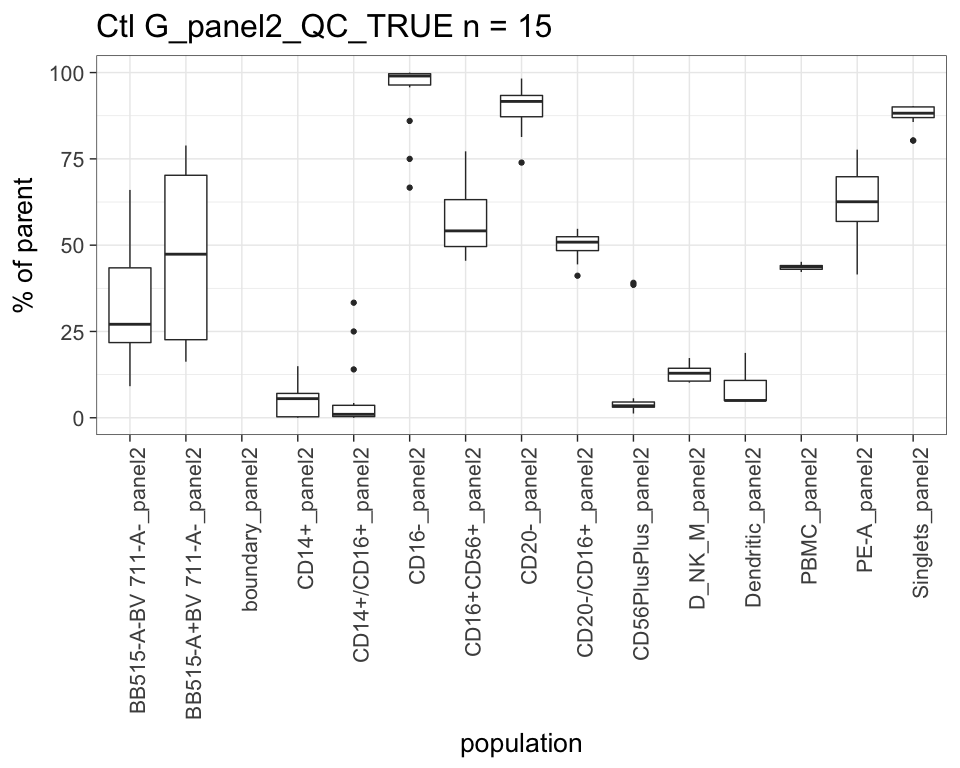 Ctl G_panel2_QC_TRUE n = 15
% of parent
100
75
50
25
0
BB515-A-BV 711-A-_panel2
BB515-A+BV 711-A-_panel2
boundary_panel2
CD14+_panel2
CD14+/CD16+_panel2
CD16-_panel2
CD16+CD56+_panel2
CD20-_panel2
CD20-/CD16+_panel2
CD56PlusPlus_panel2
D_NK_M_panel2
Dendritic_panel2
PBMC_panel2
PE-A_panel2
Singlets_panel2
population